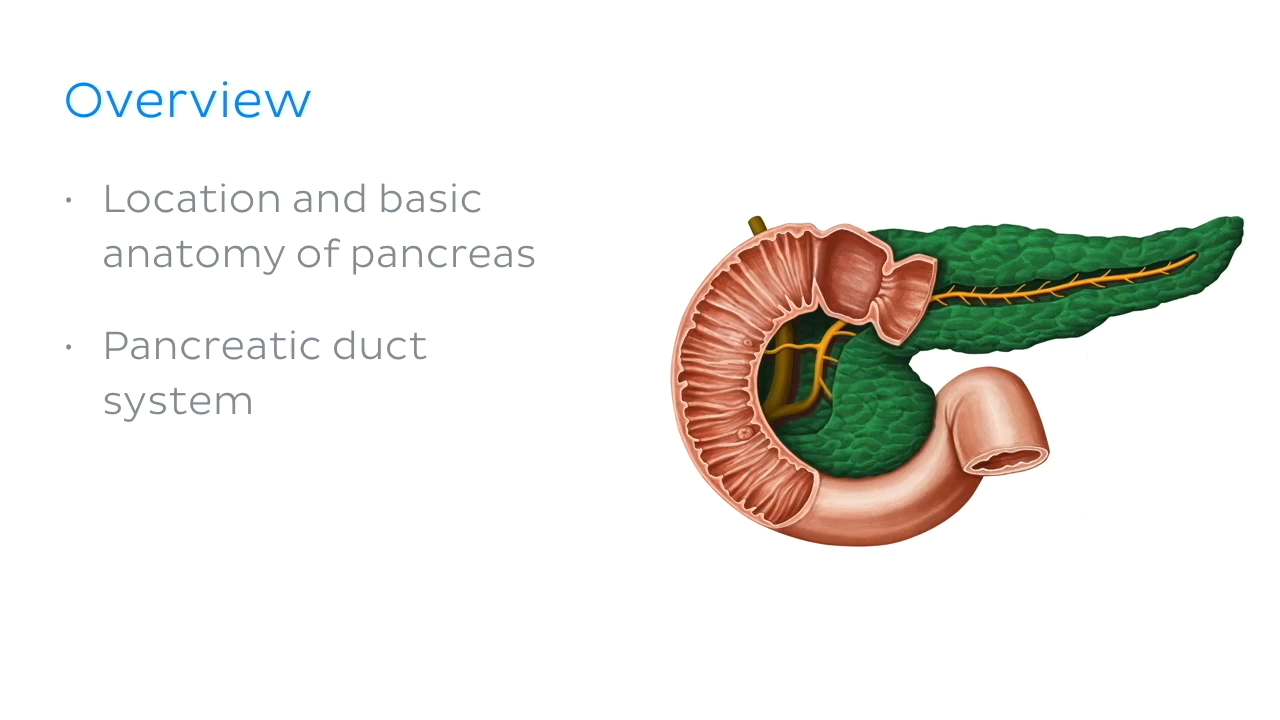 Overview
· Location and basic
anatomy of pancreas
· Pancreatic duct
system